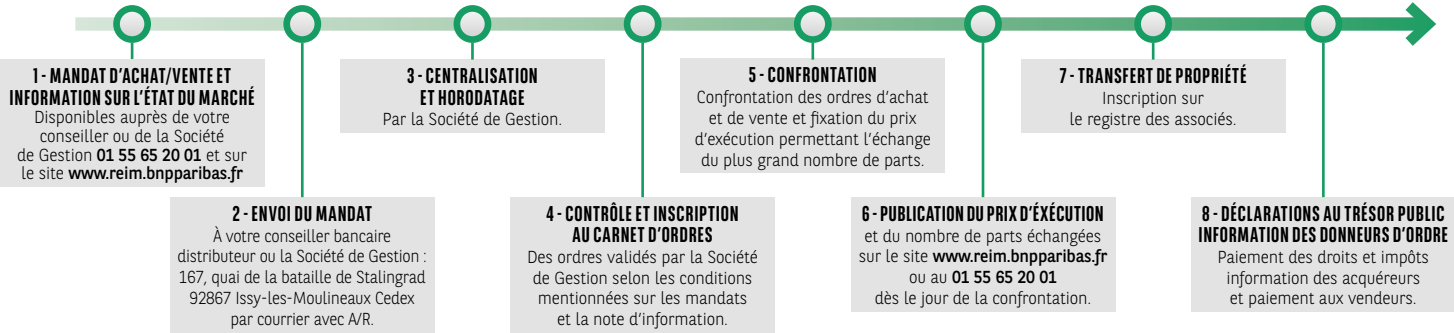 1 - MANDAT D'ACHAT/VENTE ET
INFORMATION SUR L'ÉTAT DU MARCHÉ
Disponibles auprès de votre
conseiller ou de la Société
de Gestion 01 55 65 20 01 et sur
le site www.reim.bnpparibas.fr
2 - ENVOI DU MANDAT
À votre conseiller bancaire
distributeur ou la Société de Gestion :
167, quai de la bataille de Stalingrad
92867 Issy-les-Moulineaux Cedex
par courrier avec A/R.
3 - CENTRALISATION
ET HORODATAGE
Par la Société de Gestion.
4 - CONTRÔLE ET INSCRIPTION
AU CARNET D'ORDRES
Des ordres validés par la Société
de Gestion selon les conditions
mentionnées sur les mandats
et la note d'information.
5 - CONFRONTATION
Confrontation des ordres d'achat
et de vente et fixation du prix
d'exécution permettant l'échange
du plus grand nombre de parts.
6 - PUBLICATION DU PRIX D'ÉXÉCUTION
et du nombre de parts échangées
sur le site www.reim.bnpparibas.fr
ou au 01 55 65 20 01
dès le jour de la confrontation.
7 - TRANSFERT DE PROPRIÉTÉ
Inscription sur
le registre des associés.
8 - DÉCLARATIONS AU TRÉSOR PUBLIC
INFORMATION DES DONNEURS D'ORDRE
Paiement des droits et impôts
information des acquéreurs
et paiement aux vendeurs.